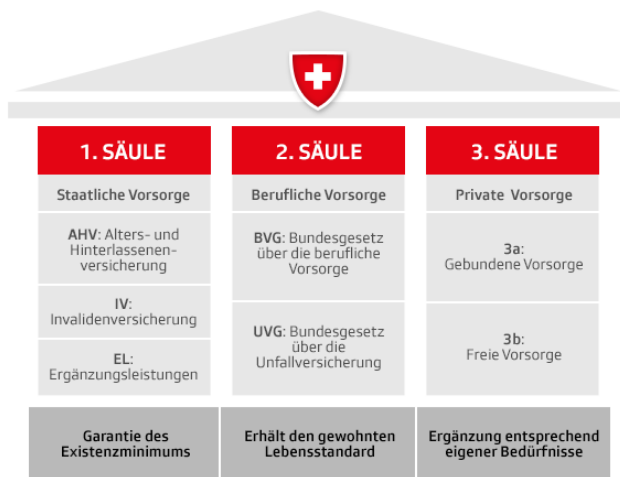 1. SÄULE
Staatliche Vorsorge
AHV: Alters- und
Hinterlassenen-
versicherung
IV:
Invalidenversicherung
EL:
Ergänzungsleistungen
Garantie des
Existenzminimums
2. SÄULE
Berufliche Vorsorge
BVG: Bundesgesetz
über die berufliche
Vorsorge
UVG: Bundesgesetz
über die
Unfallversicherung
Erhält den gewohnten
Lebensstandard
3. SÄULE
Private Vorsorge
3a:
Gebundene Vorsorge
3b:
Freie Vorsorge
Ergänzung entsprechend
eigener Bedürfnisse